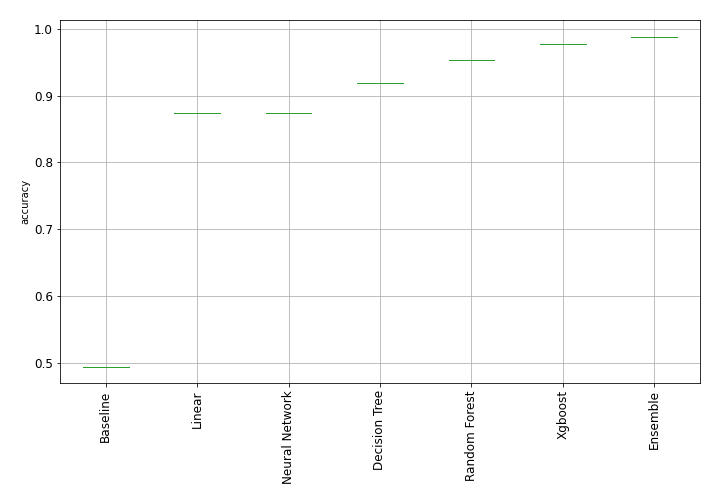 1.0
0.9
0.8
0.7
0.6
0.5
accuracy
Baseline
Linear
Neural Network
Decision Tree
Random Forest
Xgboost
Ensemble